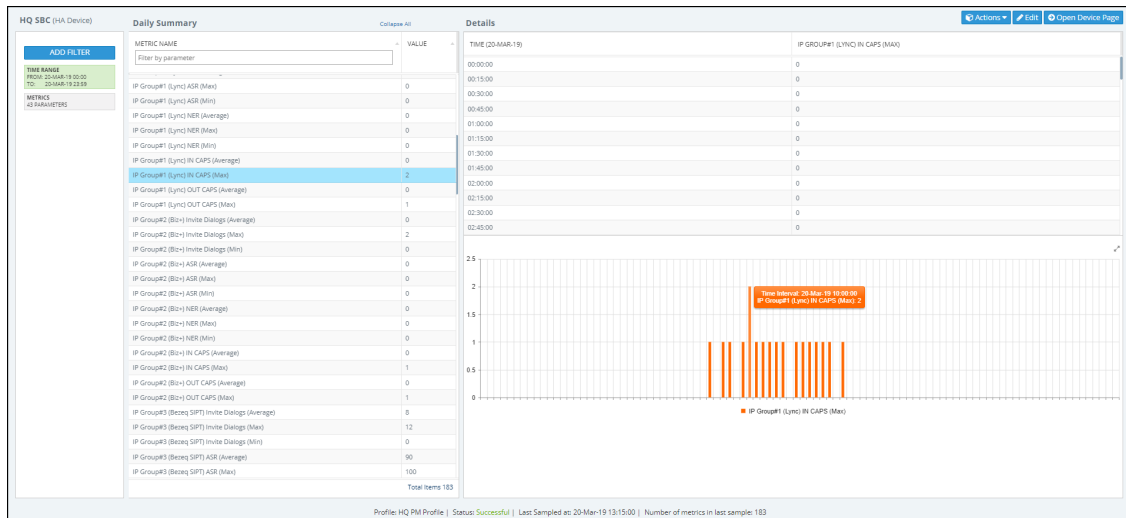 HQ SBC (HA Device)
Actions
Edit
Open Device Page
ADD FILTER
TIME RANGE
FROM: 20-MAR-19 00:00
TO: 20-MAR-19 23:59
METRICS
43 PARAMETERS
Daily Summary
Collapse All
METRIC NAME VALUE
Filter by parameter
IP Group#1 (Lync) ASR (Max) 0
IP Group#1 (Lync) ASR (Min) 0
IP Group#1 (Lync) NER (Average) 0
IP Group#1 (Lync) NER (Max) 0
IP Group#1 (Lync) NER (Min) 0
IP Group#1 (Lync) IN CAPS (Average) 0
IP Group#1 (Lync) IN CAPS (Max) 2
IP Group#1 (Lync) OUT CAPS (Average) 0
IP Group#1 (Lync) OUT CAPS (Max) 1
IP Group#2 (Biz+) Invite Dialogs (Average) 0
IP Group#2 (Biz+) Invite Dialogs (Max) 2
IP Group#2 (Biz+) Invite Dialogs (Min) 0
IP Group#2 (Biz+) ASR (Average) 0
IP Group#2 (Biz+) ASR (Max) 0
IP Group#2 (Biz+) ASR (Min) 0
IP Group#2 (Biz+) NER (Average) 0
IP Group#2 (Biz+) NER (Max) 0
IP Group#2 (Biz+) NER (Min) 0
IP Group#2 (Biz+) IN CAPS (Average) 0
IP Group#2 (Biz+) IN CAPS (Max) 1
IP Group#2 (Biz+) OUT CAPS (Average) 0
IP Group#2 (Biz+) OUT CAPS (Max) 1
IP Group#3 (Bezeq SIPT) Invite Dialogs (Average) 8
IP Group#3 (Bezeq SIPT) Invite Dialogs (Max) 12
IP Group#3 (Bezeq SIPT) Invite Dialogs (Min) 0
IP Group#3 (Bezeq SIPT) ASR (Average) 90
IP Group#3 (Bezeq SIPT) ASR (Max) 100
Total Items 183
Details
TIME (20-MAR-19) IP GROUP#1 (LYNC) IN CAPS (MAX)
00:00:00 0
00:15:00 0
00:30:00 0
00:45:00 0
01:00:00 0
01:15:00 0
01:30:00 0
01:45:00 0
02:00:00 0
02:15:00 0
02:30:00 0
02:45:00 0
2.5
2
1.5
1
0.5
0
Time Interval: 20-Mar-19 10:00:00
IP Group#1 (Lync) IN CAPS (Max): 2
IP Group#1 (Lync) IN CAPS (Max)
Profile: HQ PM Profile | Status: Successful | Last Sampled at: 20-Mar-19 13:15:00 | Number of metrics in last sample: 183